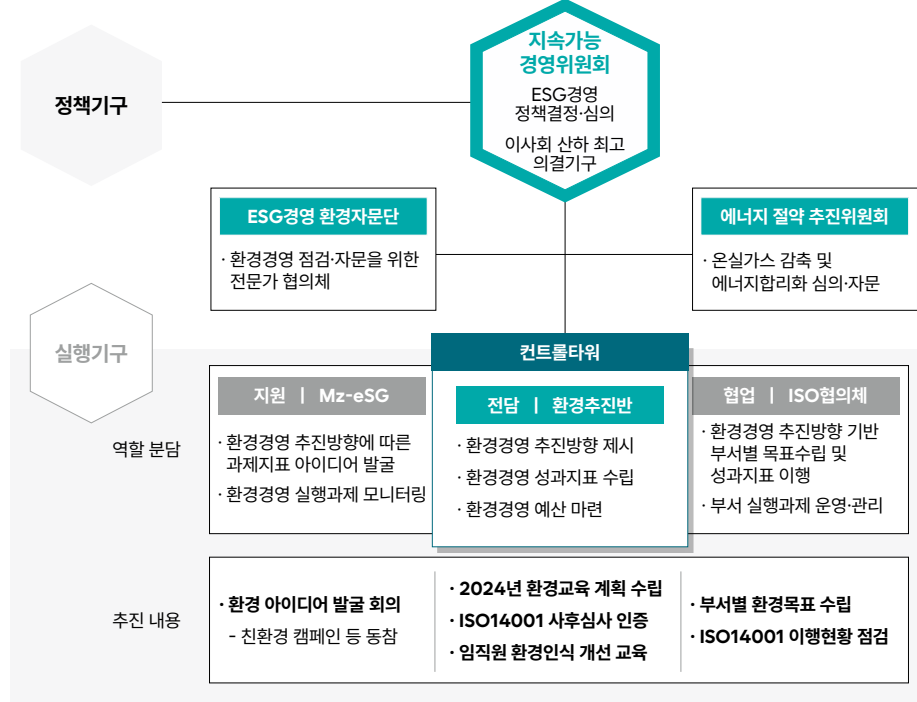 정책기구
지속가능
경영위원회
ESG경영
정책결정·심의
이사회 산하 최고
의결기구
ESG경영 환경자문단
· 환경경영 점검·자문을 위한
전문가 협의체
에너지 절약 추진위원회
· 온실가스 감축 및
에너지합리화 심의·자문
실행기구
컨트롤타워
역할 분담
지원 | Mz-eSG
· 환경경영 추진방향에 따른
과제지표 아이디어 발굴
· 환경경영 실행과제 모니터링
전담 | 환경추진반
· 환경경영 추진방향 제시
· 환경경영 성과지표 수립
· 환경경영 예산 마련
협업 | ISO협의체
· 환경경영 추진방향 기반
부서별 목표수립 및
성과지표 이행
· 부서 실행과제 운영·관리
추진 내용
· 환경 아이디어 발굴 회의
- 친환경 캠페인 등 동참
· 2024년 환경교육 계획 수립
· ISO14001 사후심사 인증
· 임직원 환경인식 개선 교육
· 부서별 환경목표 수립
· ISO14001 이행현황 점검